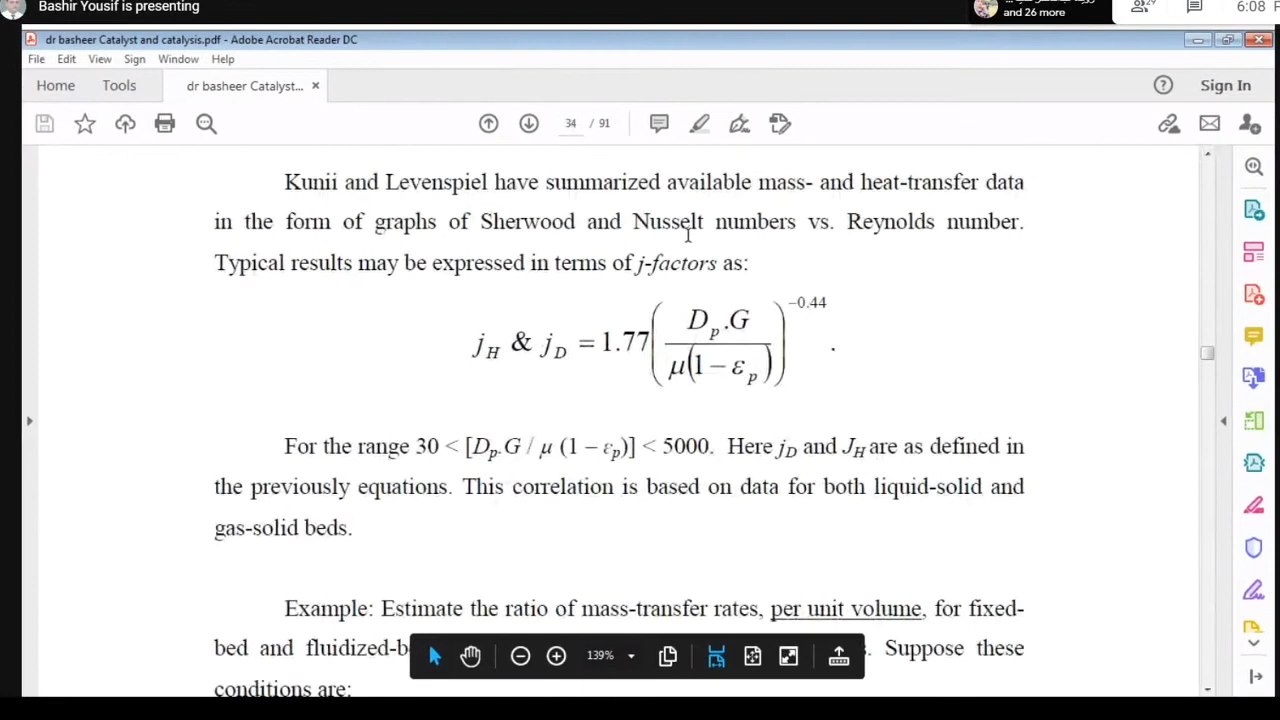 Bashir Yousif is presenting
and 26 more
29
6:08
dr basheer Catalyst and catalysis.pdf - Adobe Acrobat Reader DC
File Edit View Sign Window Help
Home Tools dr basheer Catalyst... × Sign In
34 / 91
Kunii and Levenspiel have summarized available mass- and heat-transfer data
in the form of graphs of Sherwood and Nusselt numbers vs. Reynolds number.
Typical results may be expressed in terms of j-factors as:
j_H & j_D = 1.77 (D_p.G / μ(1 − ε_p))^−0.44 .
For the range 30 < [D_p.G / μ (1 − ε_p)] < 5000. Here j_D and J_H are as defined in
the previously equations. This correlation is based on data for both liquid-solid and
gas-solid beds.
Example: Estimate the ratio of mass-transfer rates, per unit volume, for fixed-
bed and fluidized-b
. Suppose these
conditions are:
139%